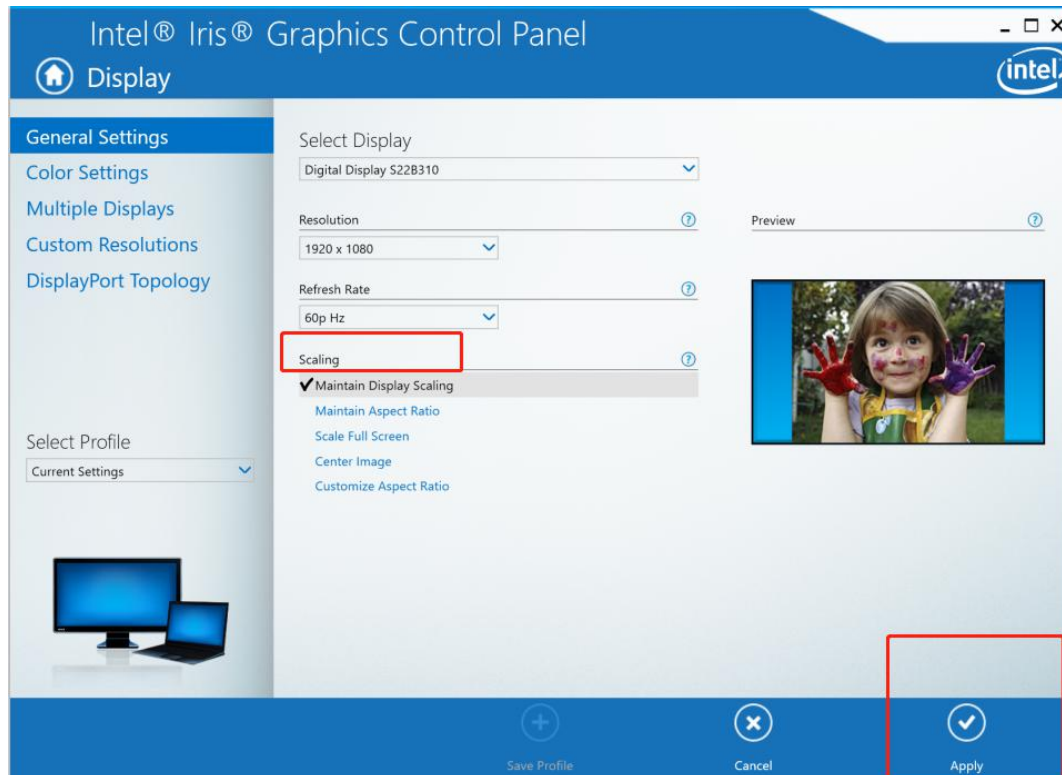 Intel® Iris® Graphics Control Panel
Display
intel
General Settings
Color Settings
Multiple Displays
Custom Resolutions
DisplayPort Topology
Select Profile
Current Settings
Select Display
Digital Display S22B310
Resolution
?
1920 x 1080
Refresh Rate
?
60p Hz
Scaling
?
Maintain Display Scaling
Maintain Aspect Ratio
Scale Full Screen
Center Image
Customize Aspect Ratio
Preview
?
Save Profile
Cancel
Apply